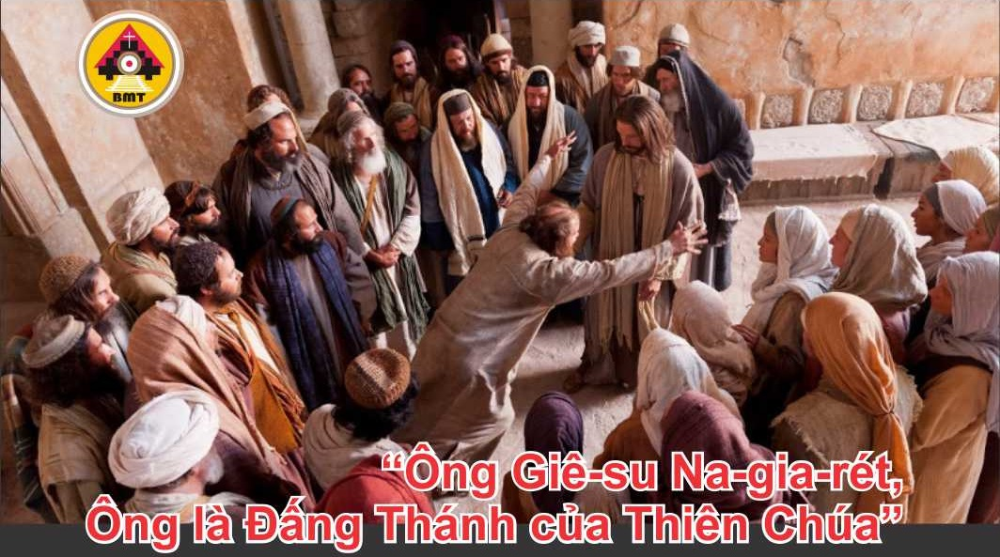 BMT
“Ông Giê-su Na-gia-rét,
Ông là Đấng Thánh của Thiên Chúa”